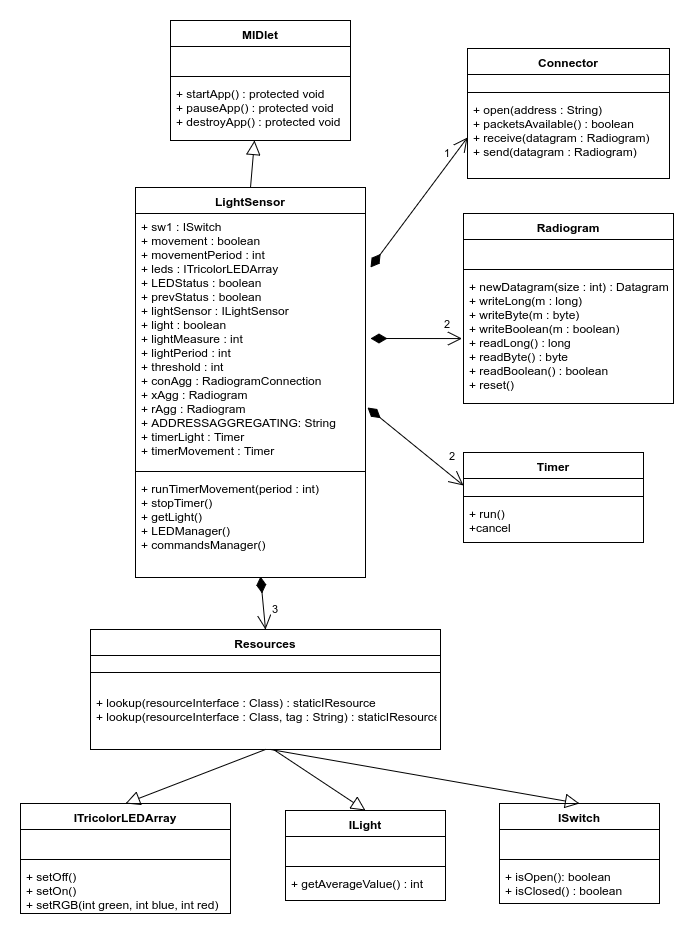 MIDlet
+ startApp() : protected void
+ pauseApp() : protected void
+ destroyApp() : protected void
Connector
+ open(address : String)
+ packetsAvailable() : boolean
+ receive(datagram : Radiogram)
+ send(datagram : Radiogram)
1
LightSensor
+ sw1 : ISwitch
+ movement : boolean
+ movementPeriod : int
+ leds : ITricolorLEDArray
+ LEDStatus : boolean
+ prevStatus : boolean
+ lightSensor : ILightSensor
+ light : boolean
+ lightMeasure : int
+ lightPeriod : int
+ threshold : int
+ conAgg : RadiogramConnection
+ xAgg : Radiogram
+ rAgg : Radiogram
+ ADDRESSAGGREGATING: String
+ timerLight : Timer
+ timerMovement : Timer
+ runTimerMovement(period : int)
+ stopTimer()
+ getLight()
+ LEDManager()
+ commandsManager()
Radiogram
+ newDatagram(size : int) : Datagram
+ writeLong(m : long)
+ writeByte(m : byte)
+ writeBoolean(m : boolean)
+ readLong() : long
+ readByte() : byte
+ readBoolean() : boolean
+ reset()
2
2
Timer
+ run()
+cancel
3
Resources
+ lookup(resourceInterface : Class) : staticIResource
+ lookup(resourceInterface : Class, tag : String) : staticIResource
ITricolorLEDArray
+ setOff()
+ setOn()
+ setRGB(int green, int blue, int red)
ILight
+ getAverageValue() : int
ISwitch
+ isOpen(): boolean
+ isClosed() : boolean